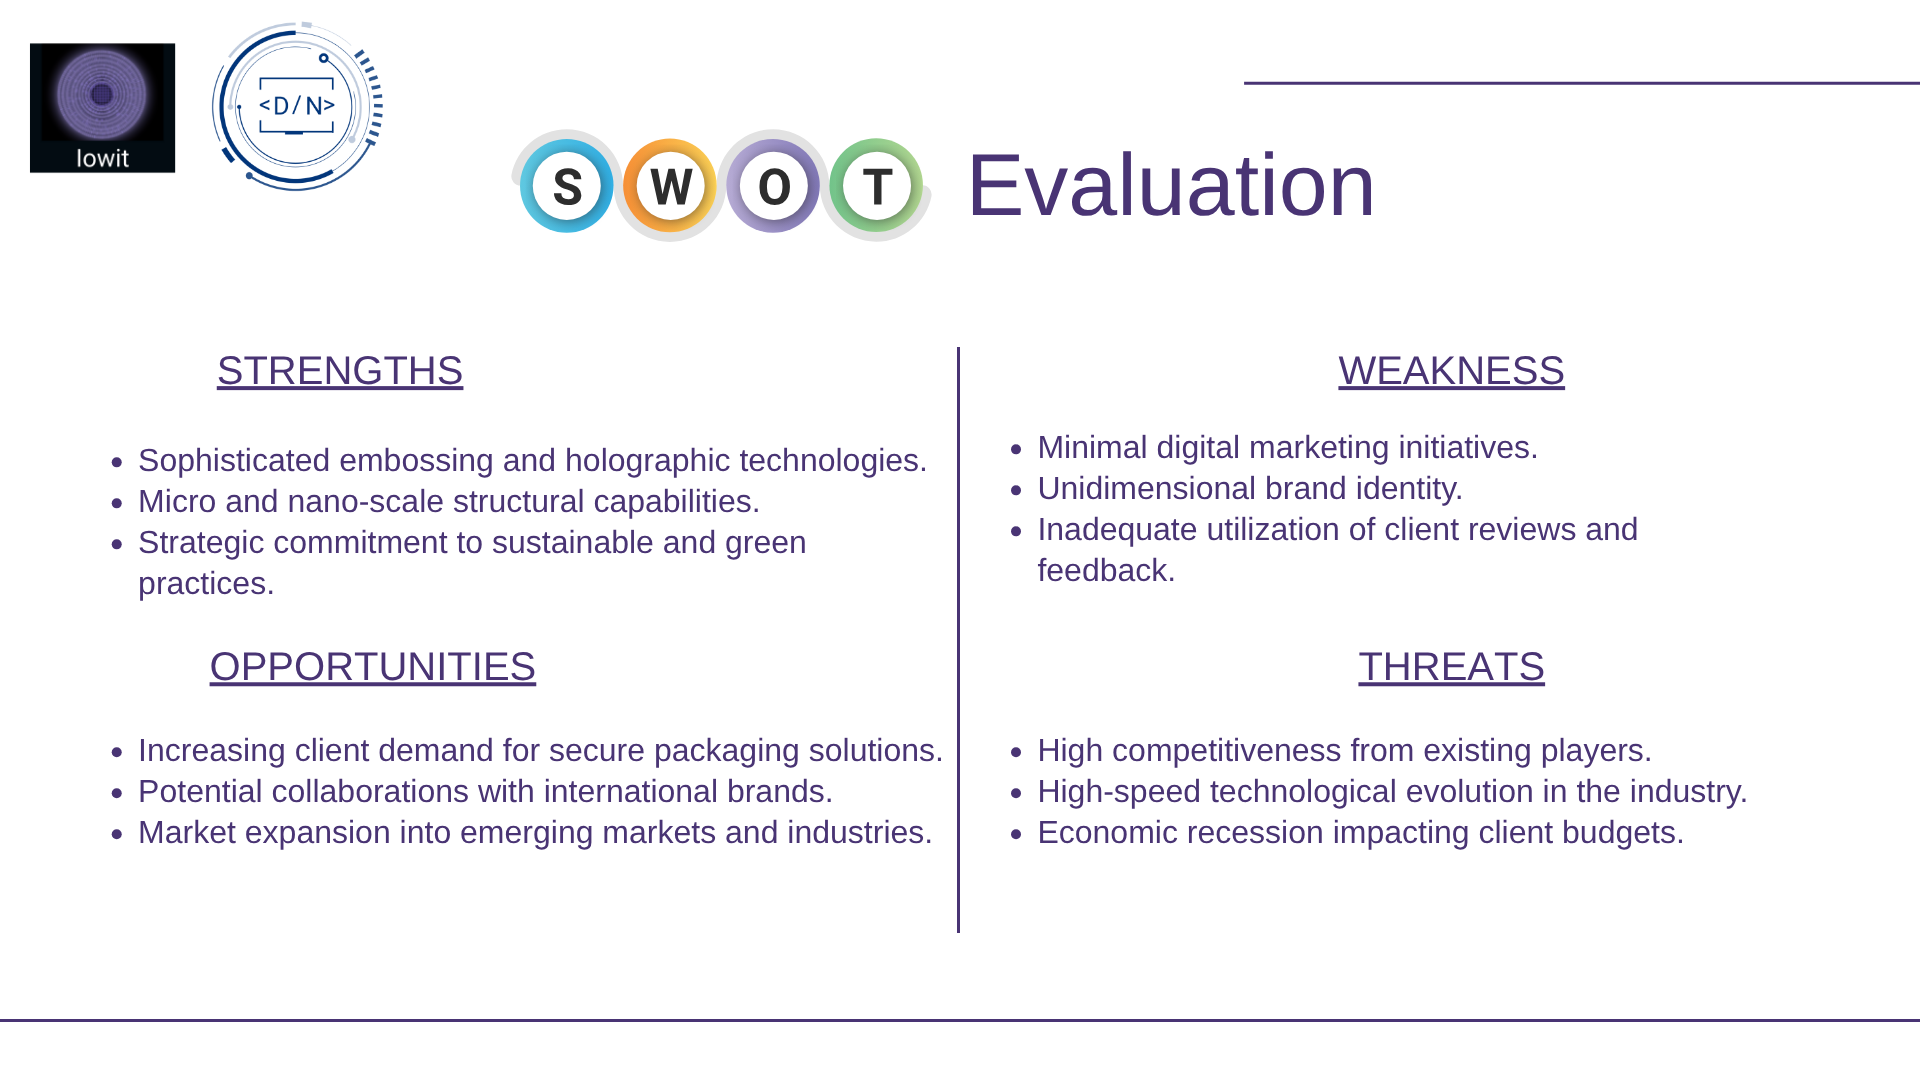 lowit
<D/N>
S W O T Evaluation
STRENGTHS
Sophisticated embossing and holographic technologies.
Micro and nano-scale structural capabilities.
Strategic commitment to sustainable and green
practices.
WEAKNESS
Minimal digital marketing initiatives.
Unidimensional brand identity.
Inadequate utilization of client reviews and
feedback.
OPPORTUNITIES
Increasing client demand for secure packaging solutions.
Potential collaborations with international brands.
Market expansion into emerging markets and industries.
THREATS
High competitiveness from existing players.
High-speed technological evolution in the industry.
Economic recession impacting client budgets.